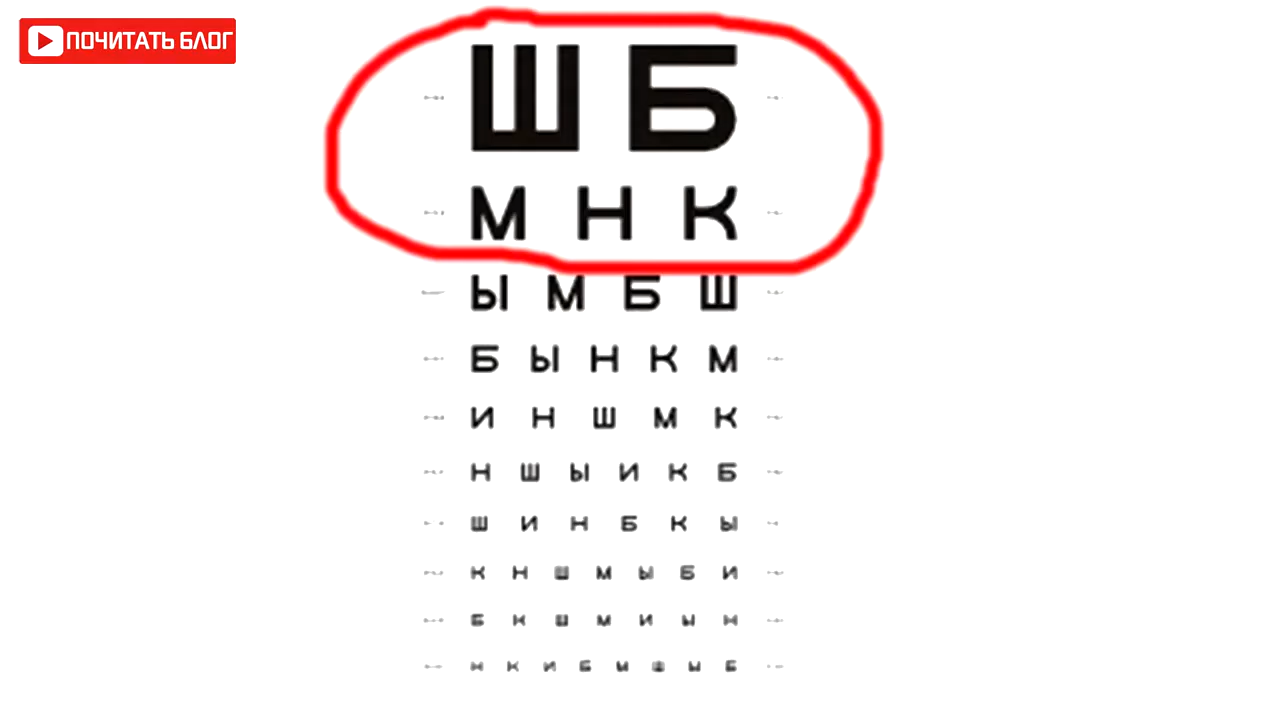 ПОЧИТАТЬ БЛОГ
Ш Б
М Н К
Ы М Б Ш
Б Ы Н К М
И Н Ш М К
Н Ш Ы И К Б
Ш И Н Б К Ы
К Н Ш М Ы Б И
Б К Ш М И Ы Н
Н К И Б М Ш Ы Б